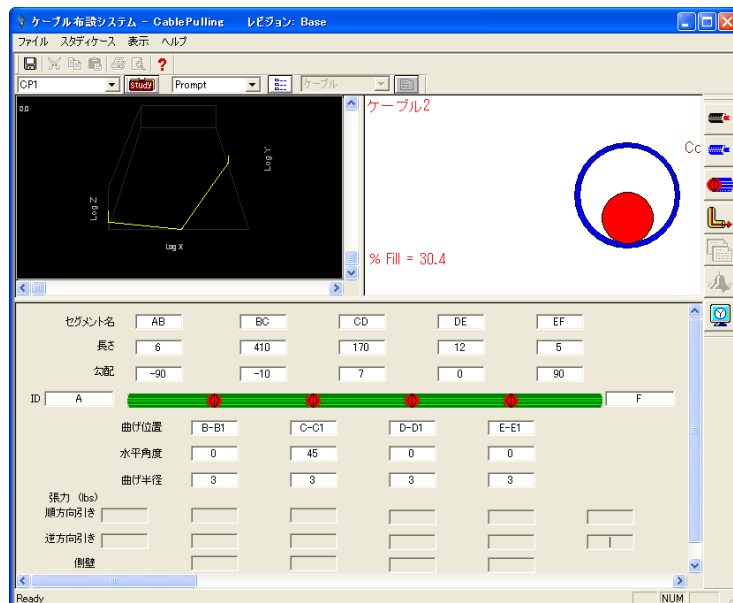 ケーブル布設システム - CablePulling レビジョン: Base
ファイル スタディケース 表示 ヘルプ
CP1 Study Prompt ケーブル
0,0
Log Y
Log Z
Log X
ケーブル2
Cc
% Fill = 30.4
セグメント名 AB BC CD DE EF
長さ 6 410 170 12 5
勾配 -90 -10 7 0 90
ID A F
曲げ位置 B-B1 C-C1 D-D1 E-E1
水平角度 0 45 0 0
曲げ半径 3 3 3 3
張力 (lbs)
順方向引き
逆方向引き
側壁
Ready NUM